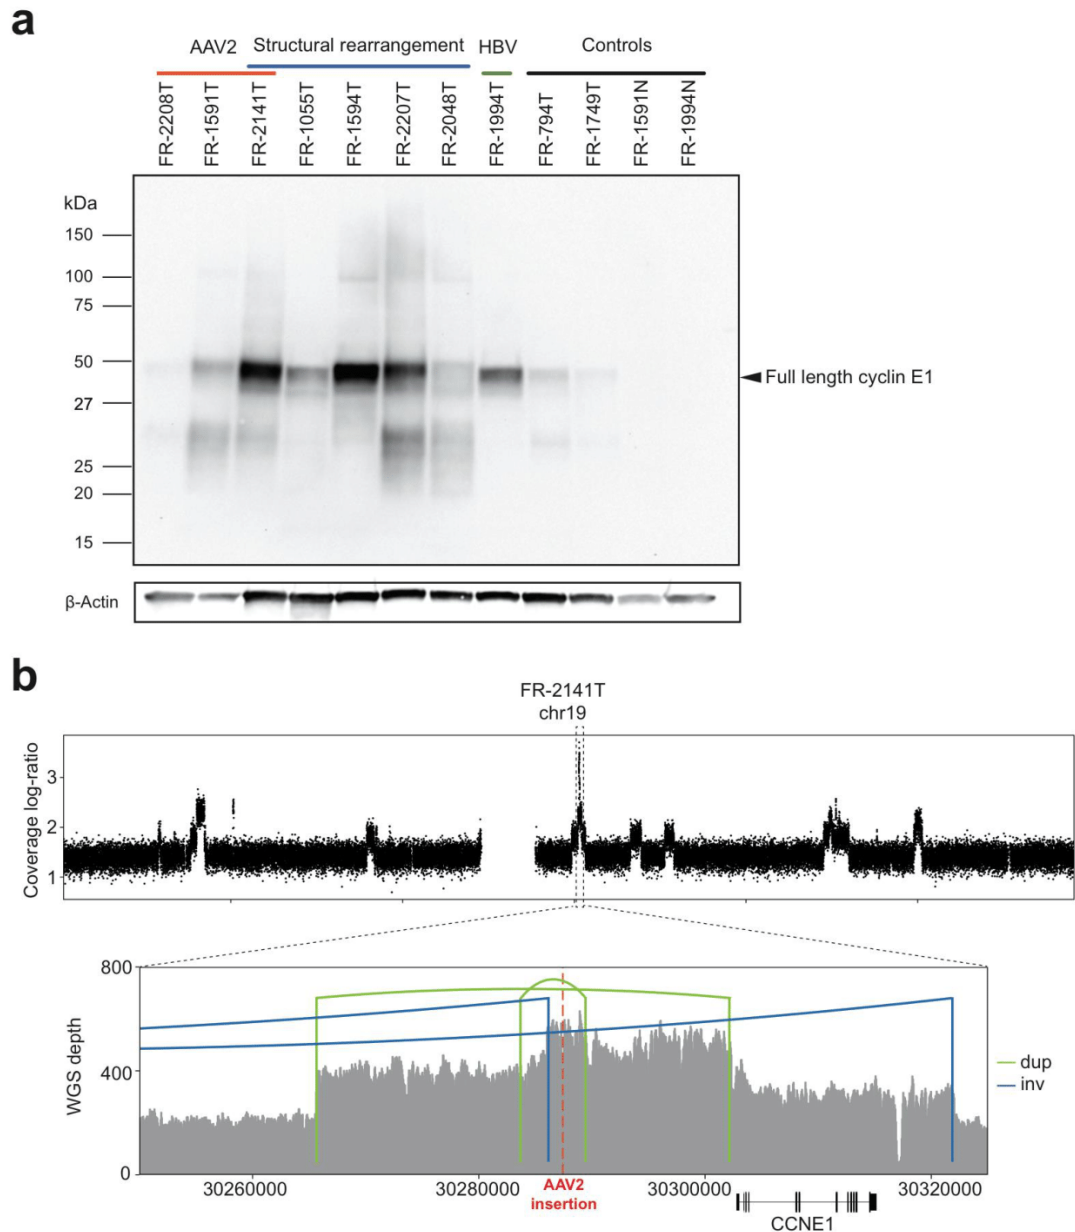 a
AAV2 Structural rearrangement HBV Controls
FR-2208T FR-1591T FR-2141T FR-1055T FR-1594T FR-2207T FR-2048T FR-1994T FR-794T FR-1749T FR-1591N FR-1994N
kDa
150
100
75
50
27
25
20
15
Full length cyclin E1
β-Actin
b
FR-2141T
chr19
Coverage log-ratio
3
2
1
WGS depth
800
400
0
dup
inv
30260000 30280000 30300000 30320000
AAV2
insertion
CCNE1